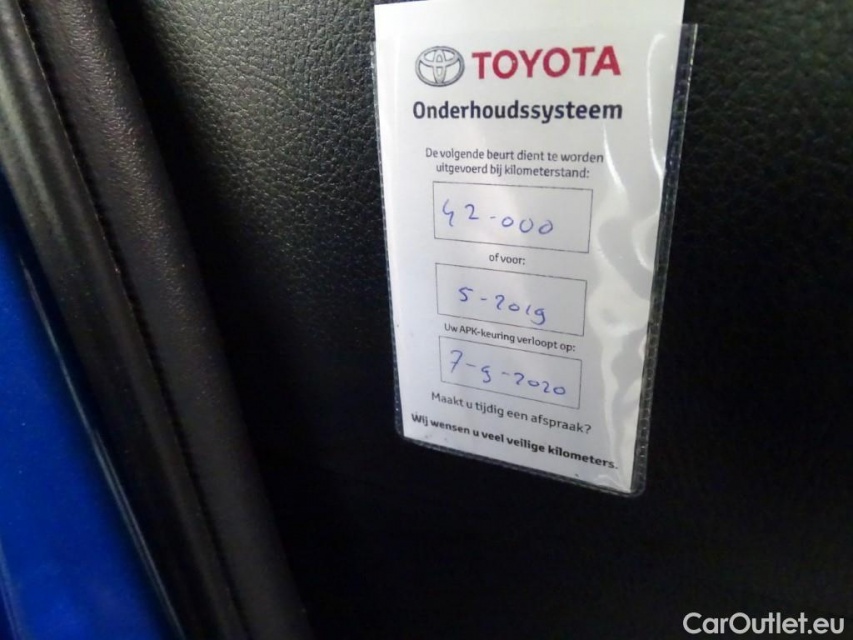 TOYOTA
Onderhoudssysteem
De volgende beurt dient te worden
uitgevoerd bij kilometerstand:
42-000
of voor:
5-2019
Uw APK-keuring verloopt op:
7-5-2020
Maakt u tijdig een afspraak?
Wij wensen u veel veilige kilometers.
CarOutlet.eu